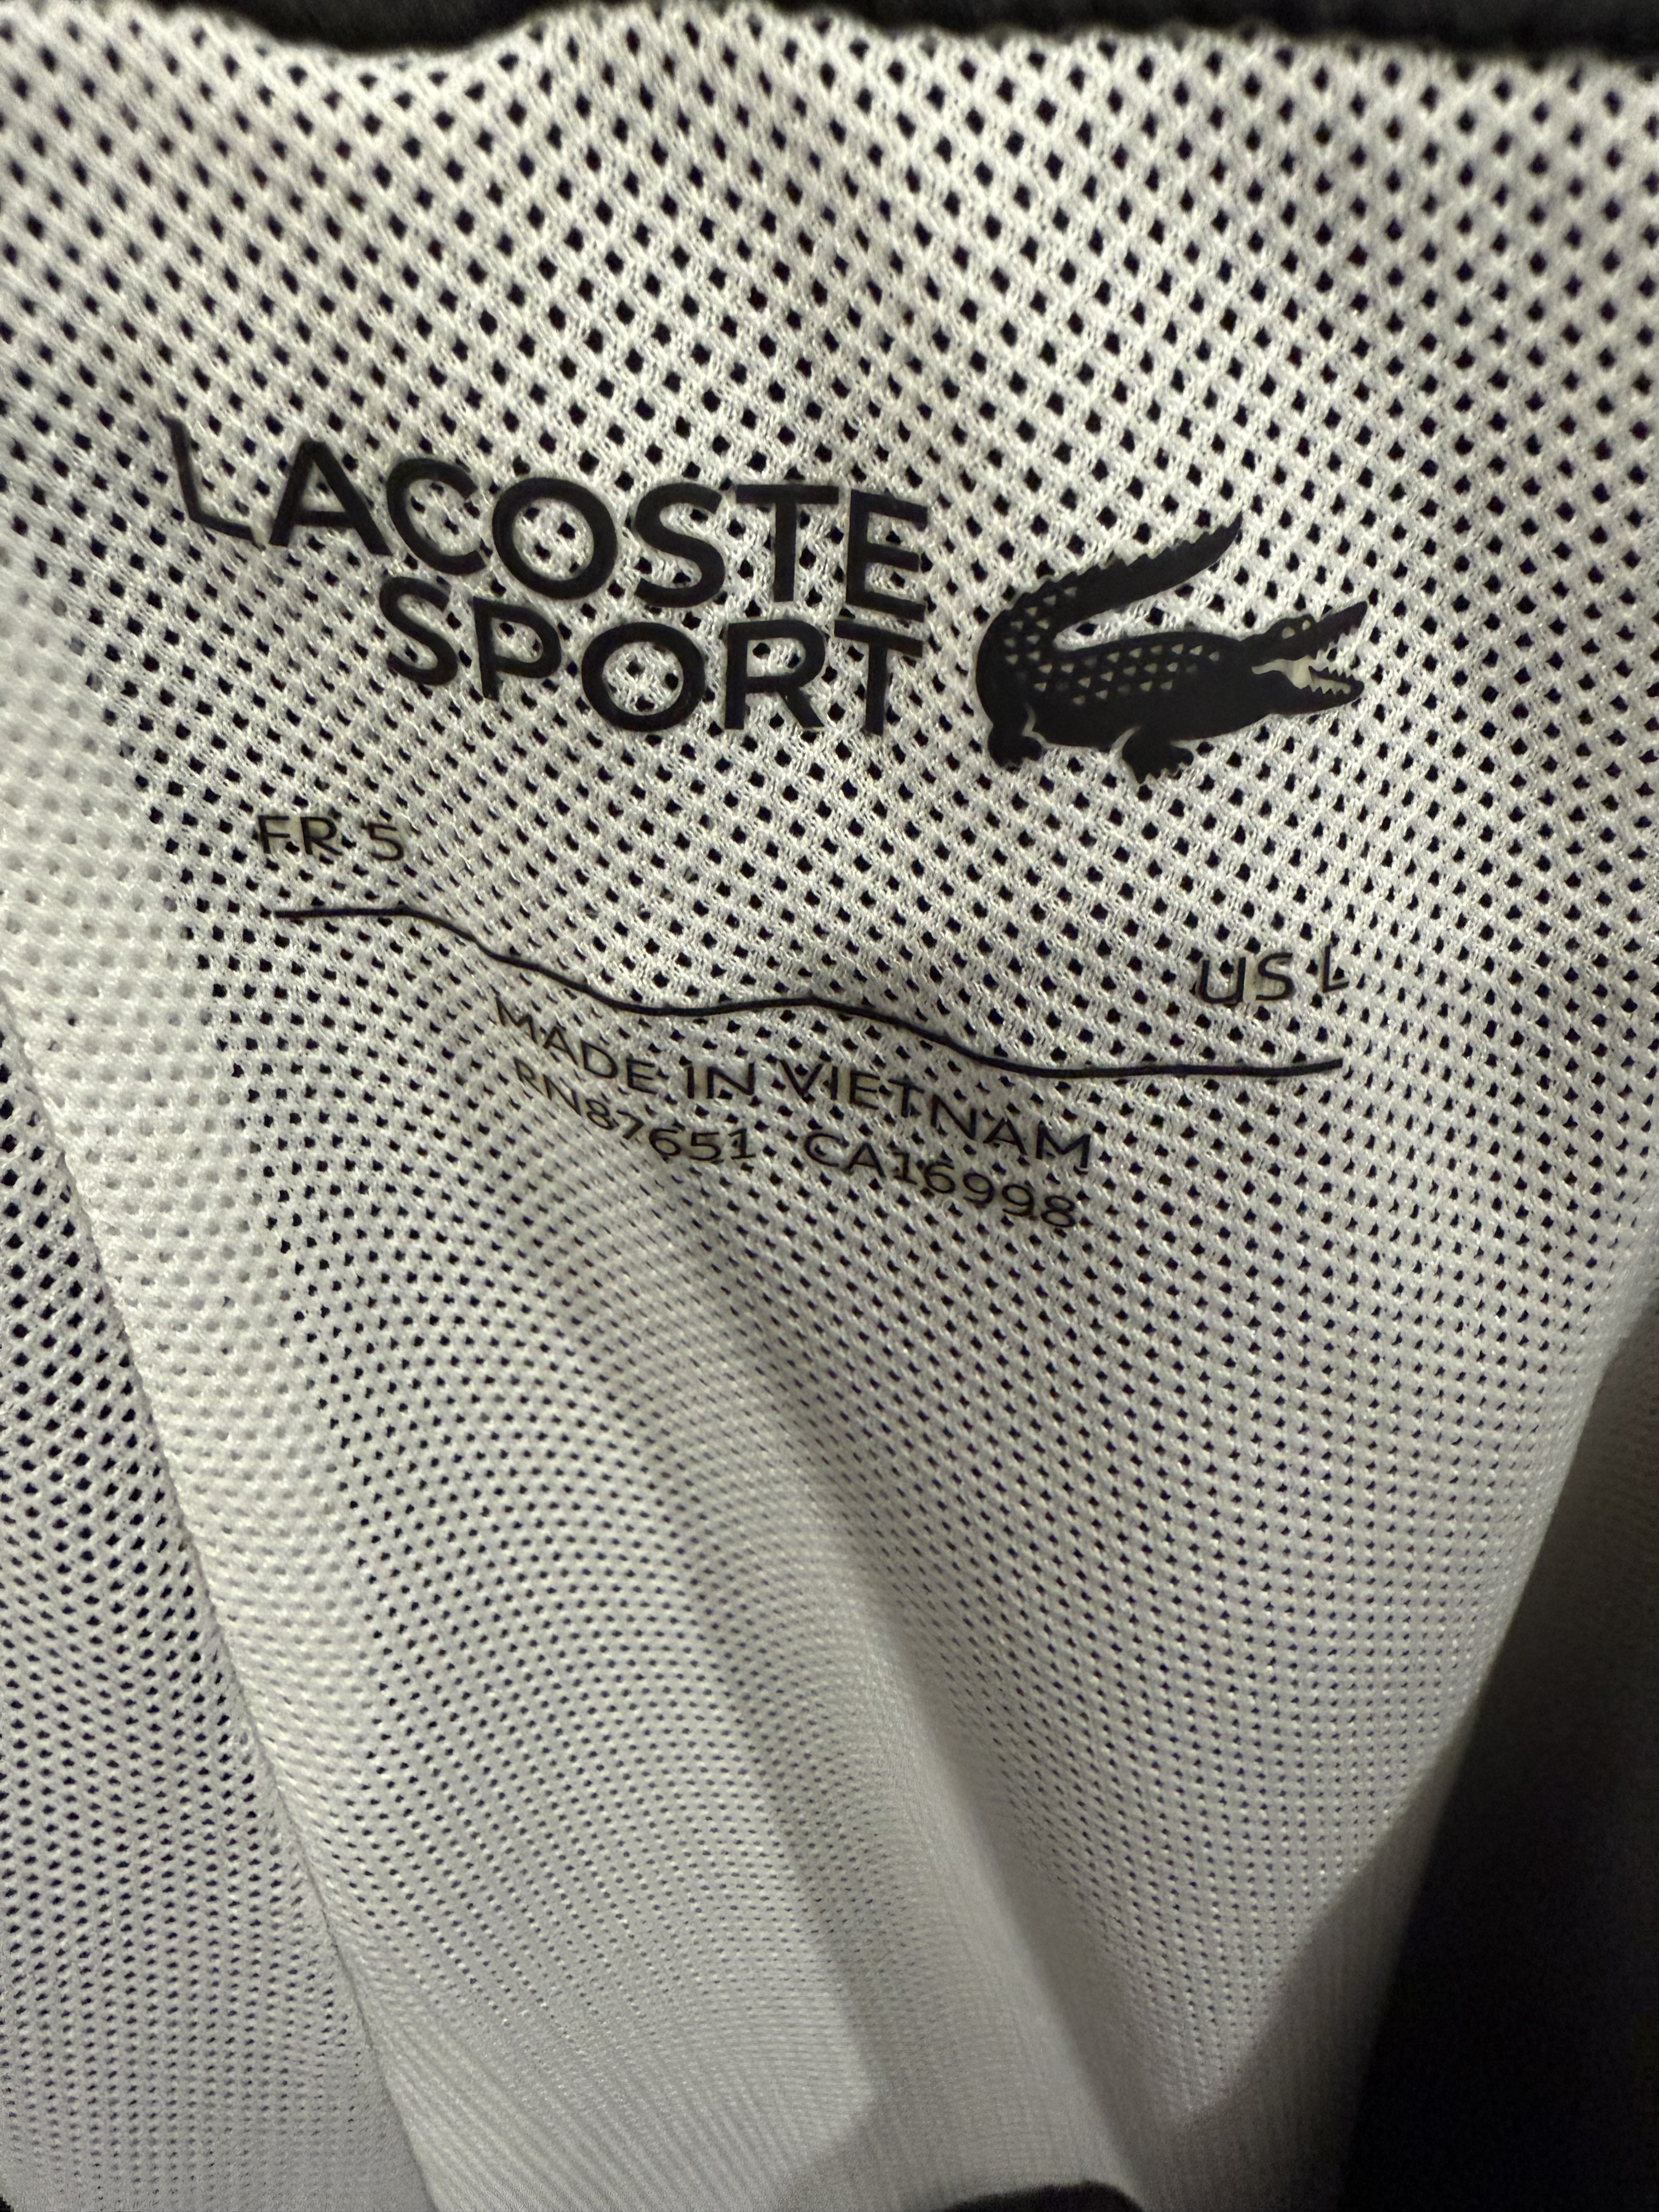 LACOSTE
SPORT
FR 5
US L
MADE IN VIETNAM
RN87651 CA16998